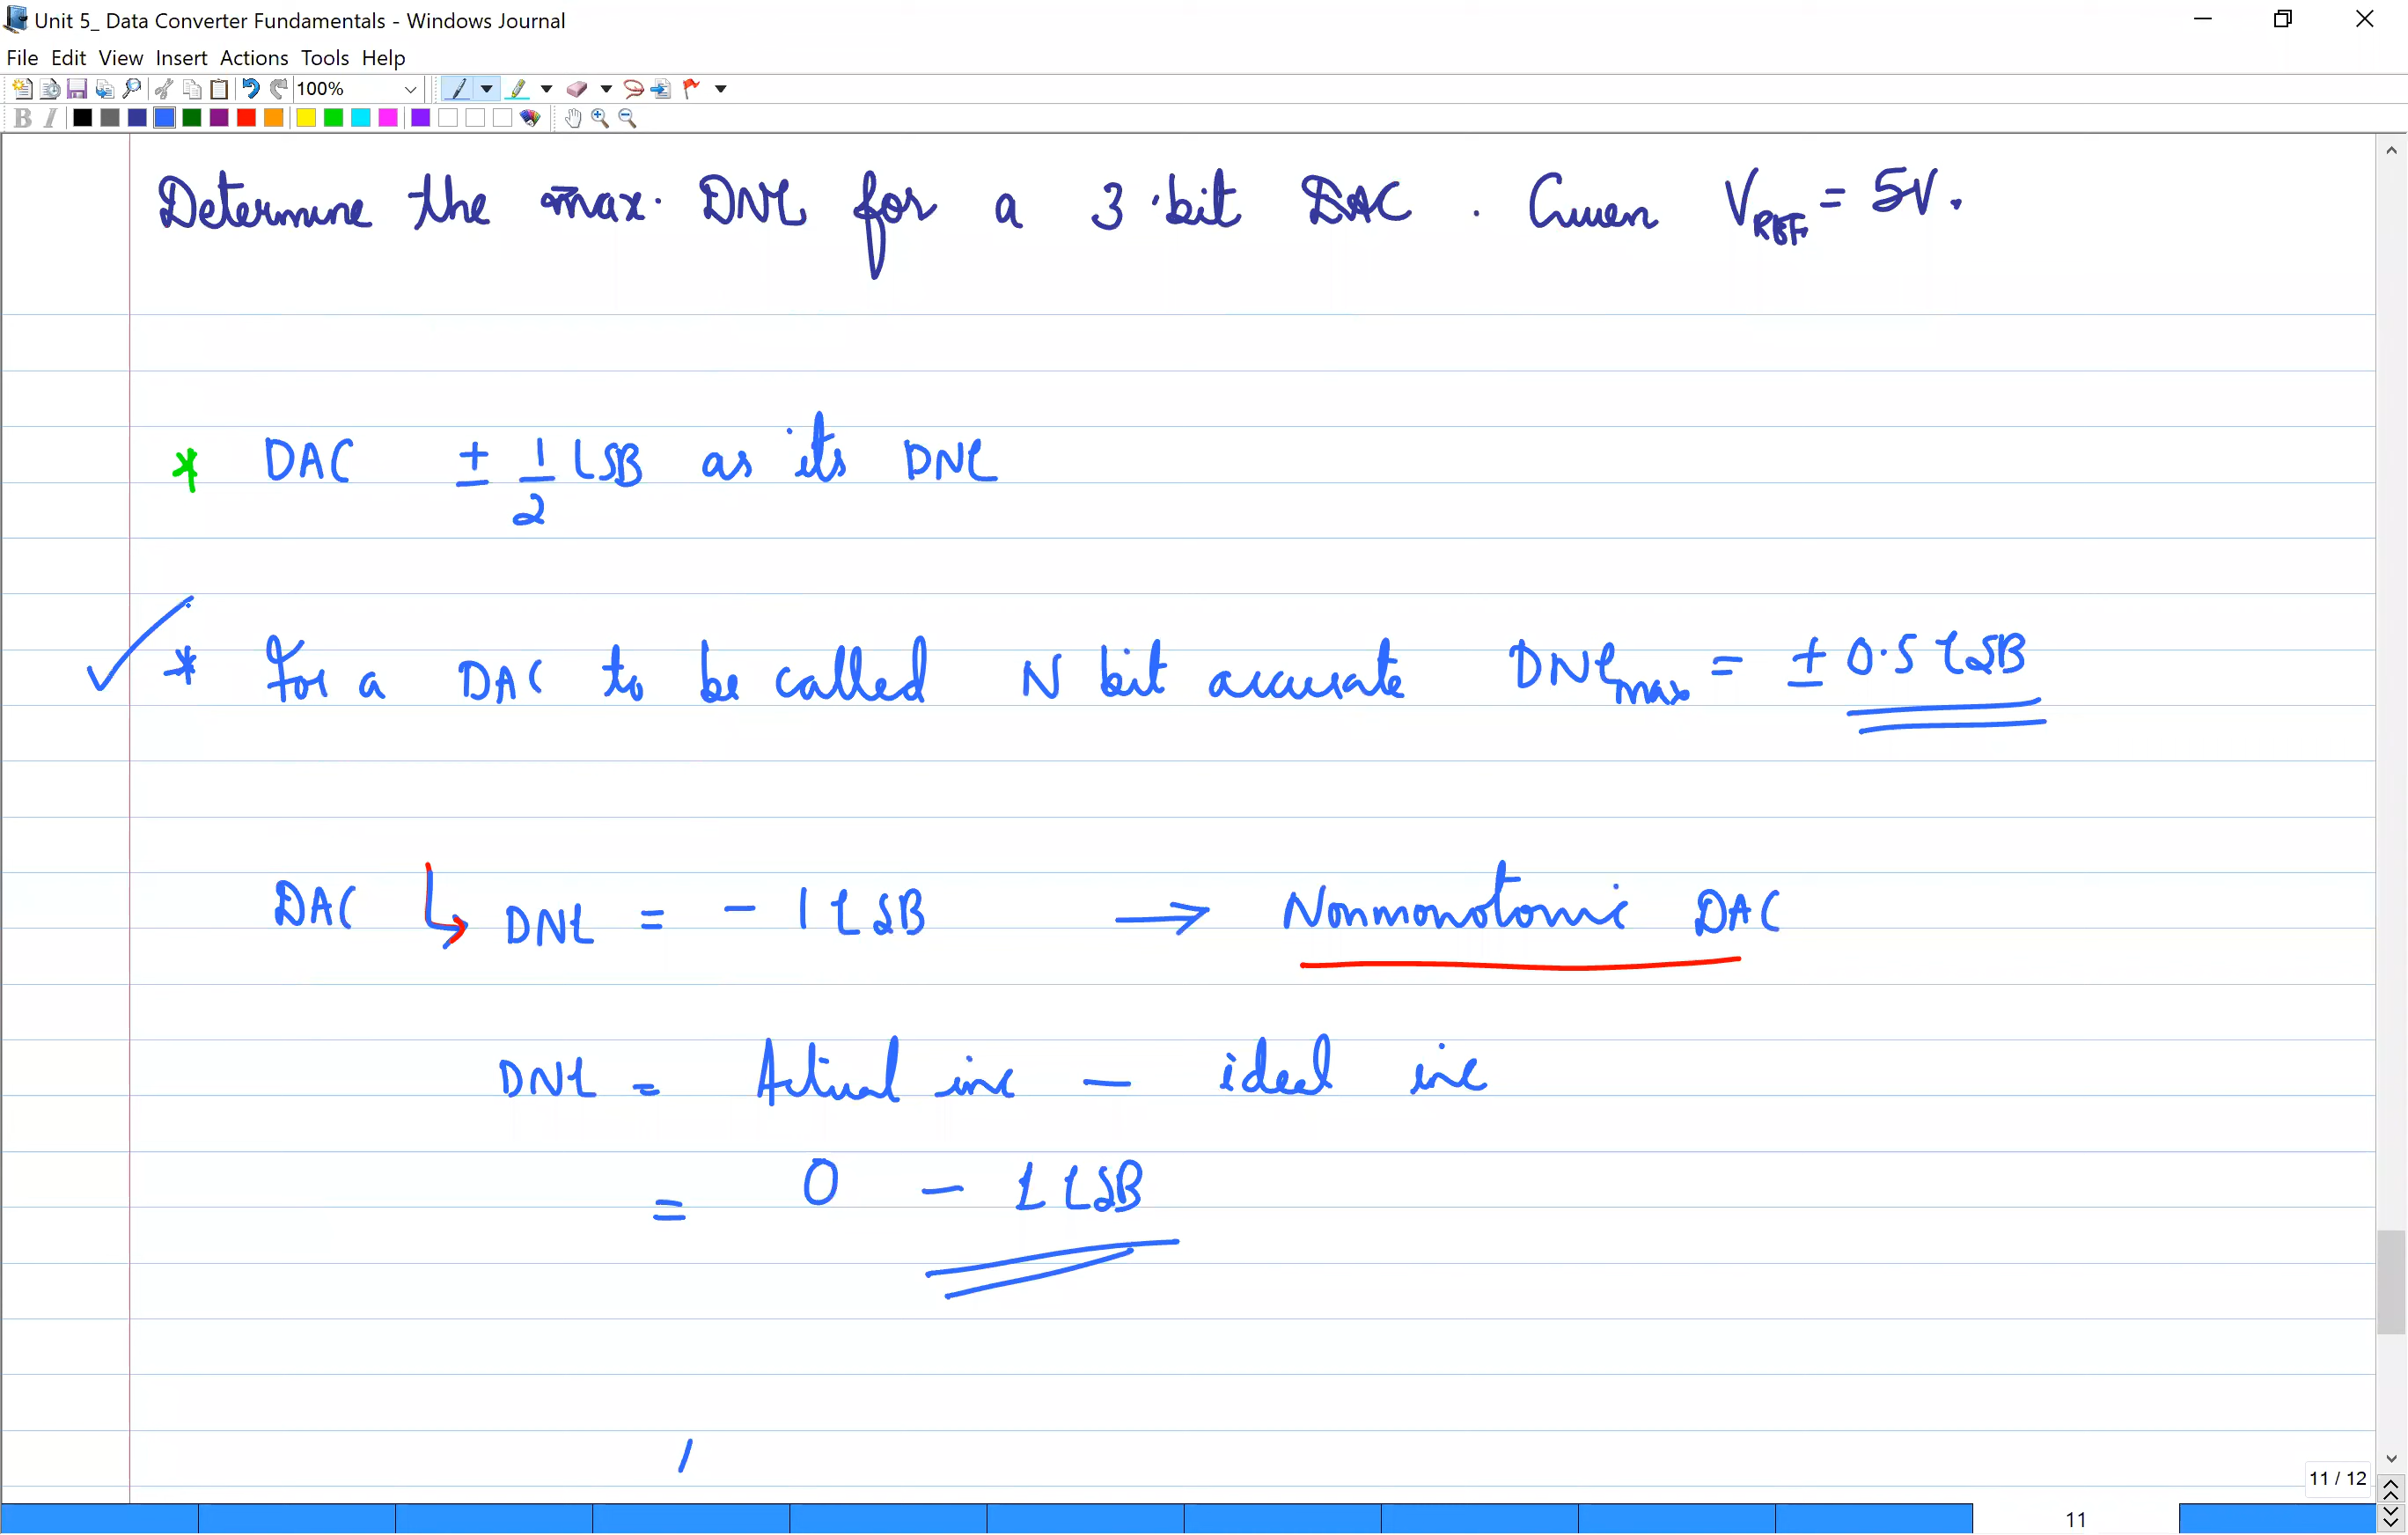 Unit 5_ Data Converter Fundamentals - Windows Journal
File Edit View Insert Actions Tools Help
100%
B I
Determine the max. DNL for a 3-bit DAC. Given V_REF = 5V.
* DAC ± 1/2 LSB as its DNL
* for a DAC to be called N bit accurate DNL_max = ± 0.5 LSB
DAC ↳ DNL = - 1 LSB → Nonmonotomic DAC
DNL = Actual inc - ideal inc
= 0 - 1 LSB
11 / 12
11